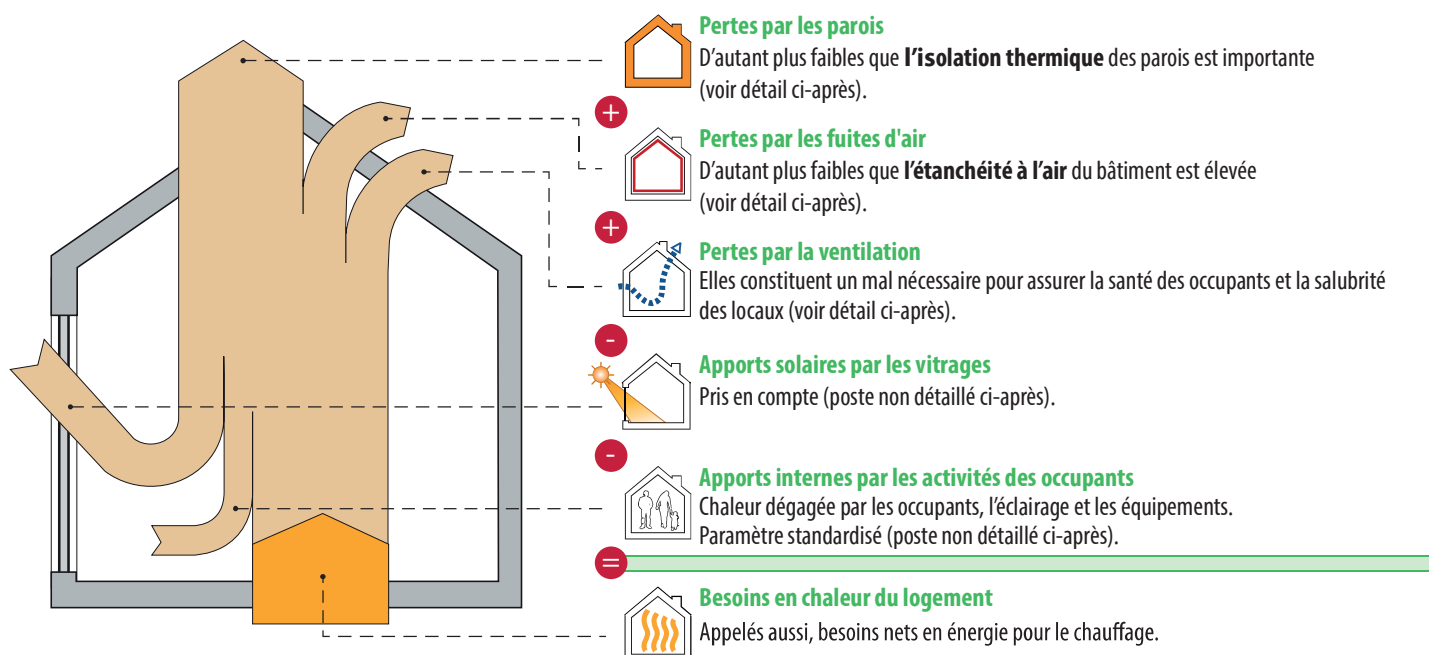 Pertes par les parois
D'autant plus faibles que l'isolation thermique des parois est importante
(voir détail ci-après).
+
Pertes par les fuites d'air
D'autant plus faibles que l'étanchéité à l'air du bâtiment est élevée
(voir détail ci-après).
+
Pertes par la ventilation
Elles constituent un mal nécessaire pour assurer la santé des occupants et la salubrité
des locaux (voir détail ci-après).
-
Apports solaires par les vitrages
Pris en compte (poste non détaillé ci-après).
-
Apports internes par les activités des occupants
Chaleur dégagée par les occupants, l'éclairage et les équipements.
Paramètre standardisé (poste non détaillé ci-après).
=
Besoins en chaleur du logement
Appelés aussi, besoins nets en énergie pour le chauffage.